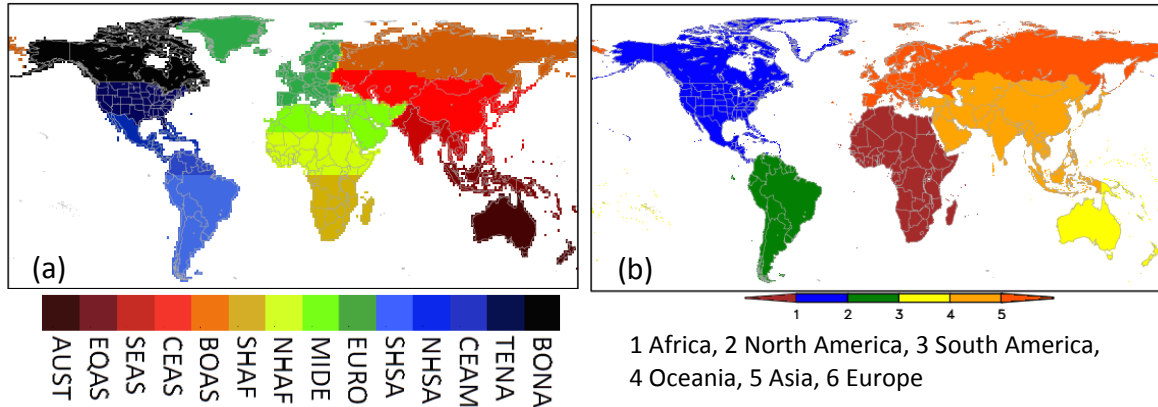 (a)
AUST
EQAS
SEAS
CEAS
BOAS
SHAF
NHAF
MIDE
EURO
SHSA
NHSA
CEAM
TENA
BONA
(b)
1 2 3 4 5
1 Africa, 2 North America, 3 South America,
4 Oceania, 5 Asia, 6 Europe